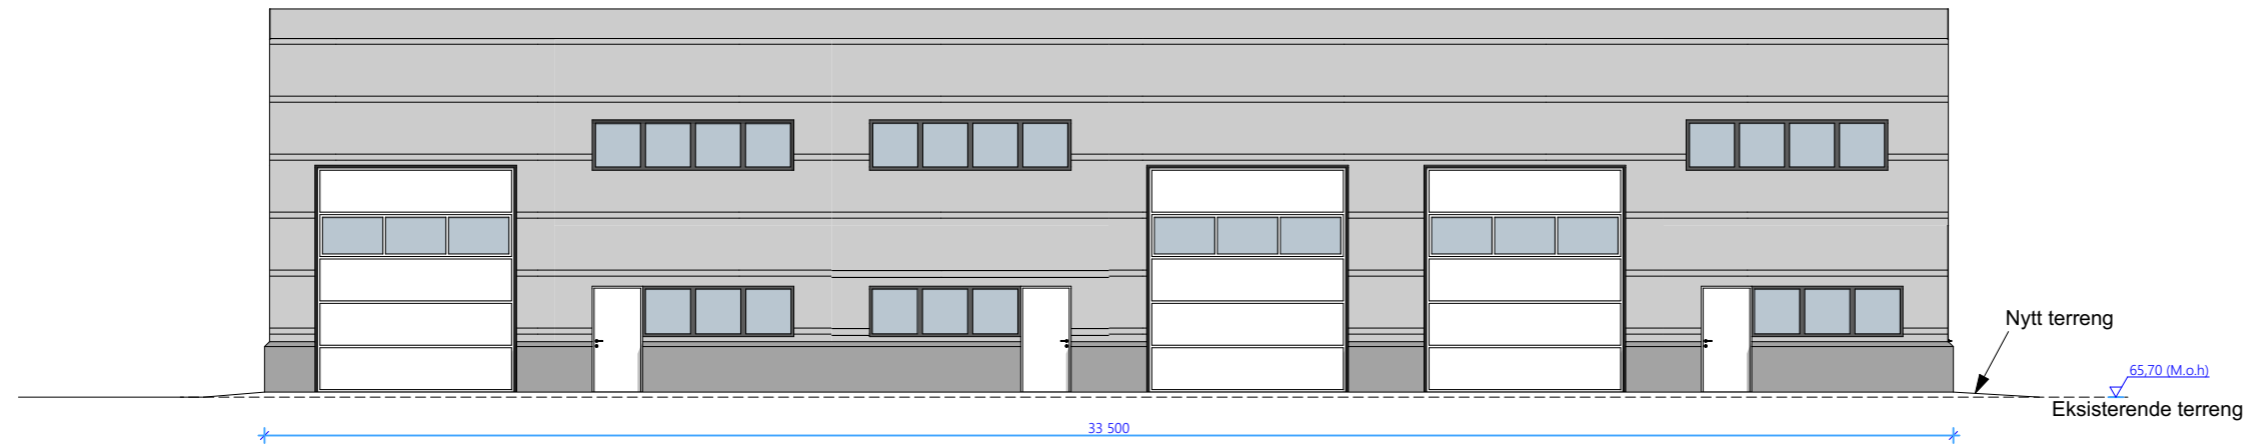 Nytt terreng
65,70 (M.o.h)
Eksisterende terreng
33 500